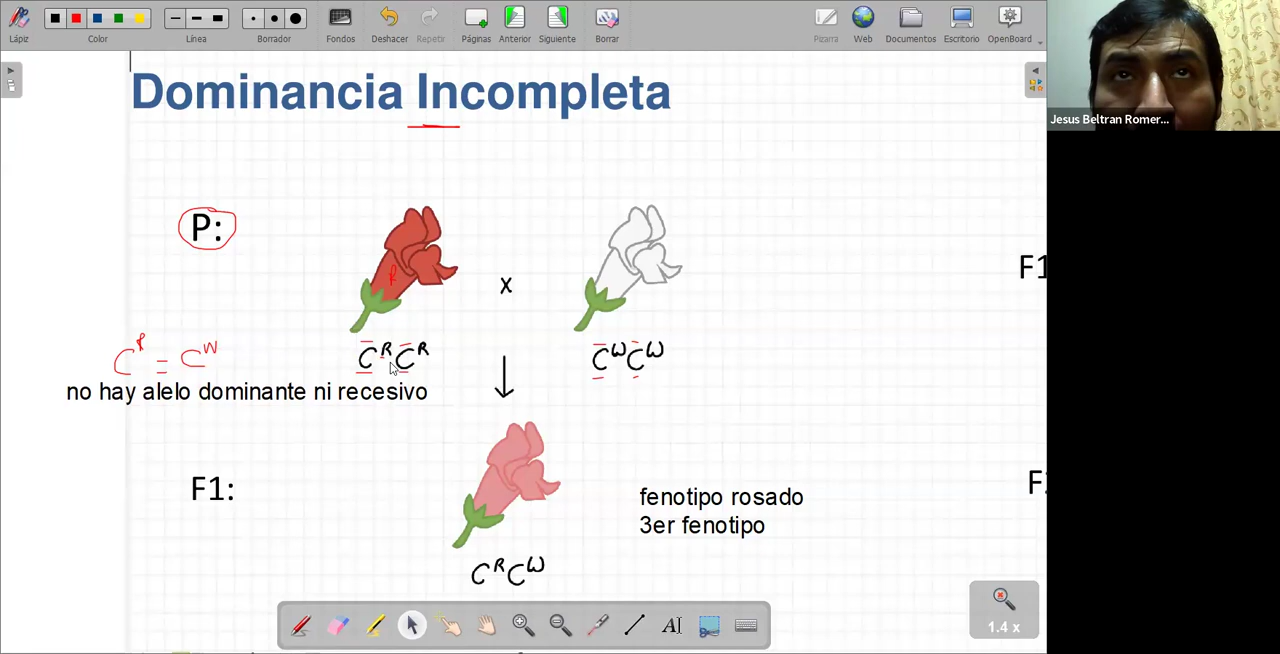 Lápiz
Color
Línea
Borrador
Fondos
Deshacer
Repetir
Páginas
Anterior
Siguiente
Borrar
Pizarra
Web
Documentos
Escritorio
OpenBoard
Jesus Beltran Romer...
Dominancia Incompleta
P:
R
x
F1
C^R = C^W
C^R C^R
C^W C^W
no hay alelo dominante ni recesivo
F1:
fenotipo rosado
3er fenotipo
C^R C^W
AI
1.4 x